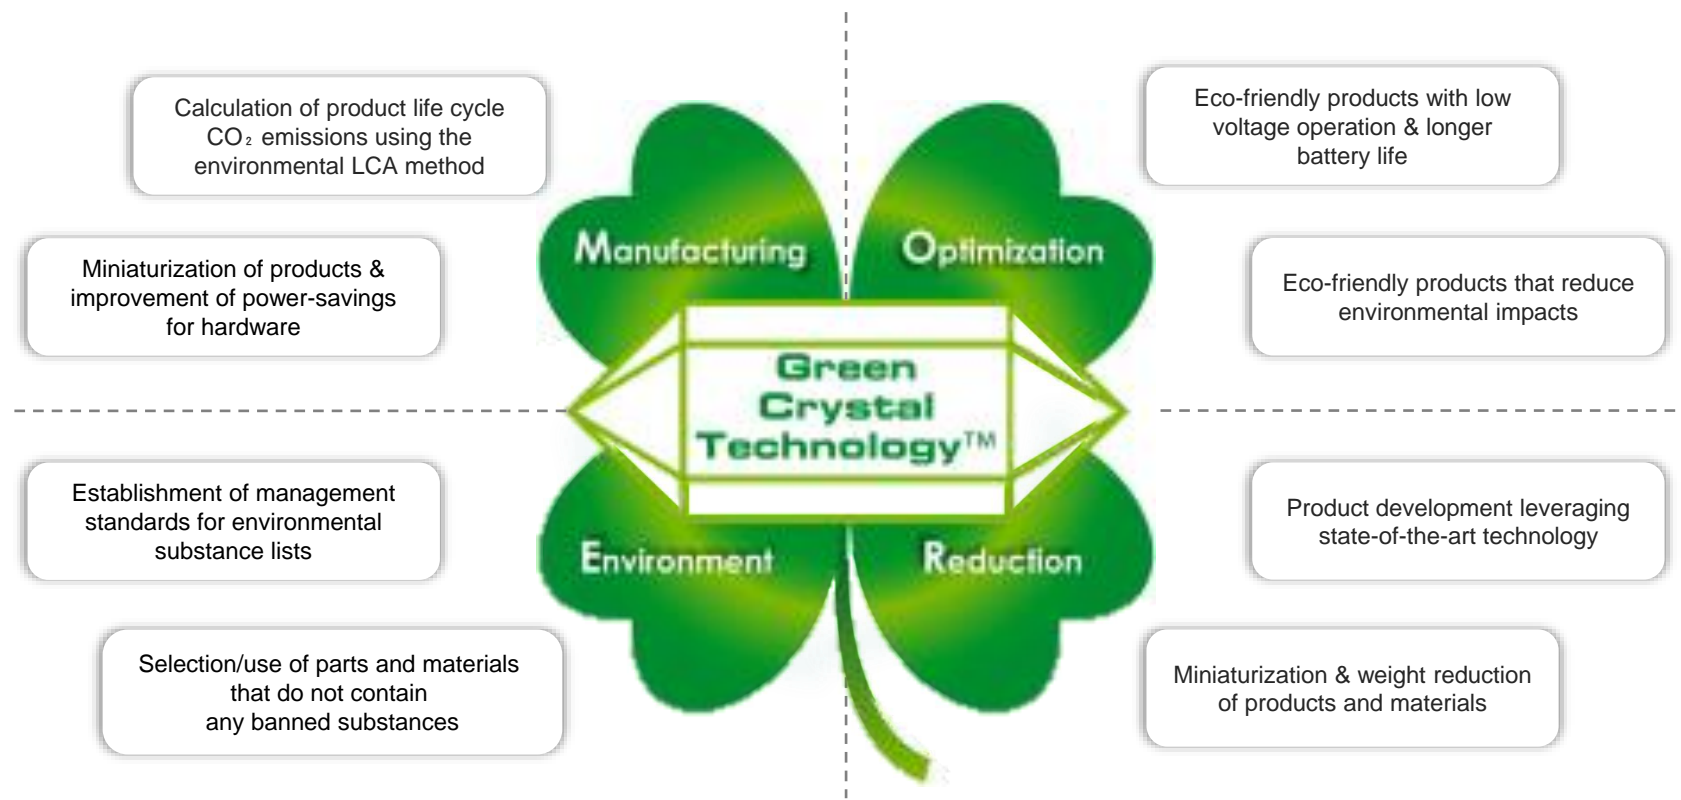 Calculation of product life cycle
CO₂ emissions using the
environmental LCA method
Miniaturization of products &
improvement of power-savings
for hardware
Manufacturing
Optimization
Eco-friendly products with low
voltage operation & longer
battery life
Eco-friendly products that reduce
environmental impacts
Green
Crystal
Technology™
Establishment of management
standards for environmental
substance lists
Selection/use of parts and materials
that do not contain
any banned substances
Environment
Reduction
Product development leveraging
state-of-the-art technology
Miniaturization & weight reduction
of products and materials